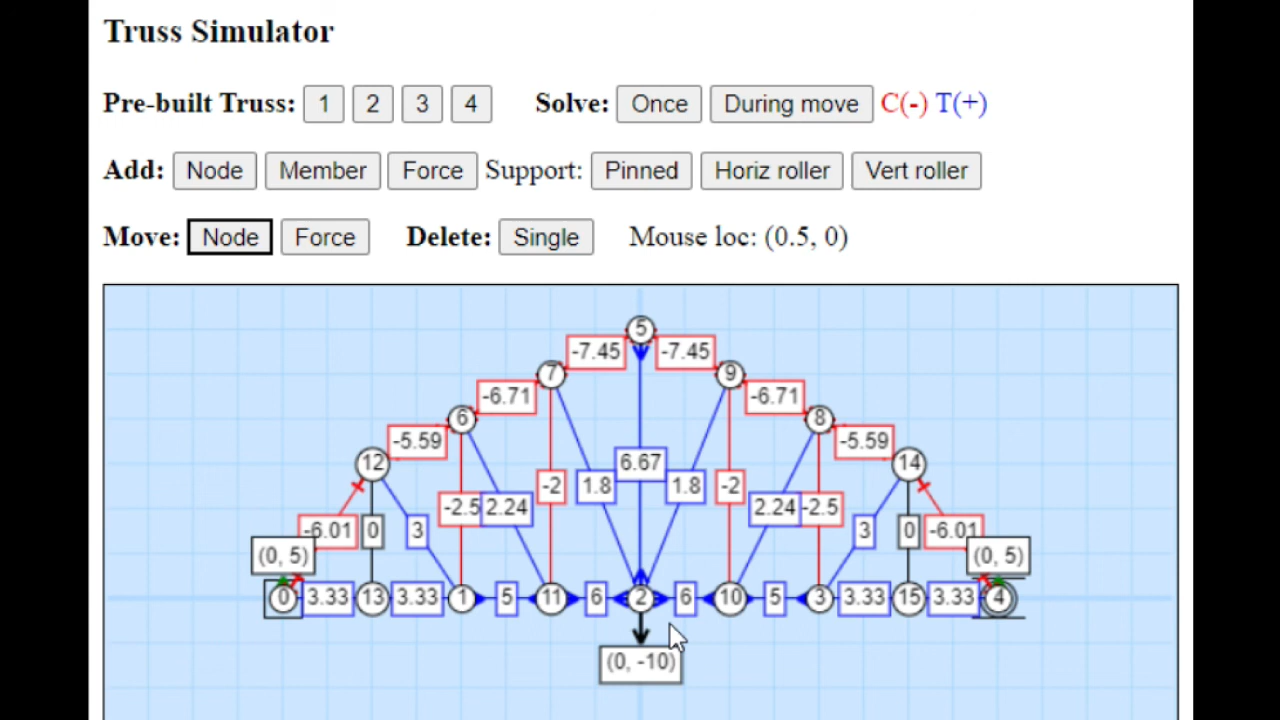 Truss Simulator
Pre-built Truss: 1 2 3 4 Solve: Once During move C(-) T(+)
Add: Node Member Force Support: Pinned Horiz roller Vert roller
Move: Node Force Delete: Single Mouse loc: (0.5, 0)
5
-7.45 -7.45
7 9
-6.71 -6.71
6 8
-5.59 -5.59
12 6.67 14
-2 1.8 1.8 -2
-2.5 2.24 2.24 -2.5
-6.01 0 3 3 0 -6.01
(0, 5) (0, 5)
0 3.33 13 3.33 1 5 11 6 2 6 10 5 3 3.33 15 3.33 4
(0, -10)